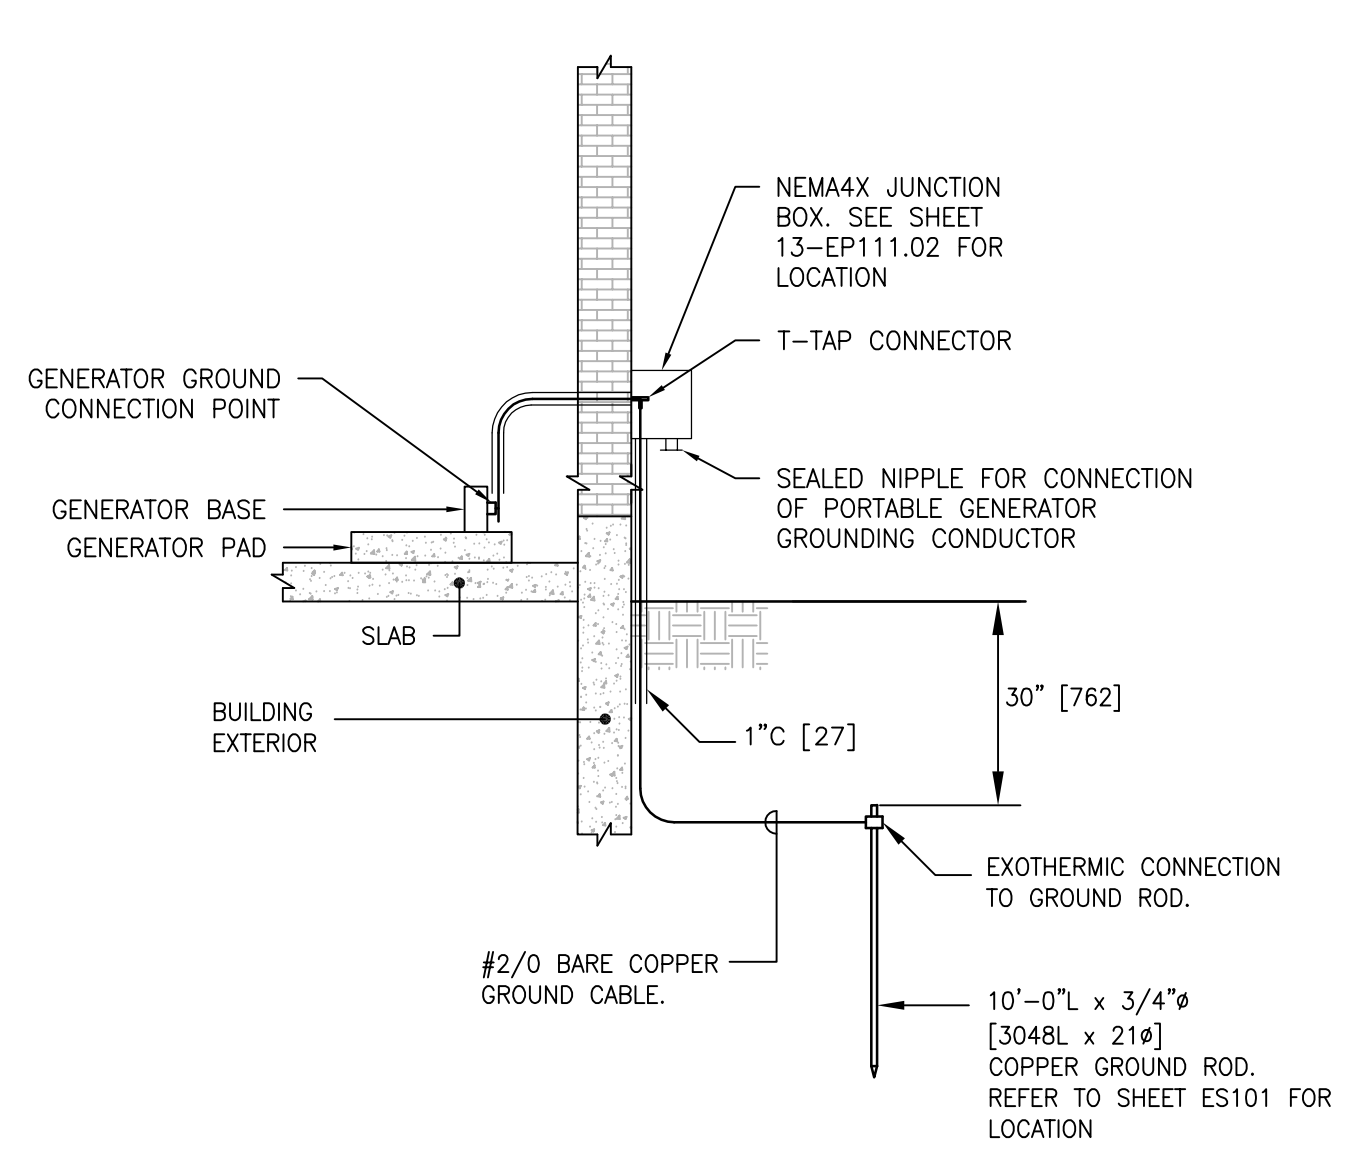 NEMA4X JUNCTION
BOX. SEE SHEET
13-EP111.02 FOR
LOCATION
T-TAP CONNECTOR
GENERATOR GROUND
CONNECTION POINT
SEALED NIPPLE FOR CONNECTION
OF PORTABLE GENERATOR
GROUNDING CONDUCTOR
GENERATOR BASE
GENERATOR PAD
SLAB
30" [762]
BUILDING
EXTERIOR
1"C [27]
EXOTHERMIC CONNECTION
TO GROUND ROD.
#2/0 BARE COPPER
GROUND CABLE.
10'-0"L x 3/4"ø
[3048L x 21ø]
COPPER GROUND ROD.
REFER TO SHEET ES101 FOR
LOCATION